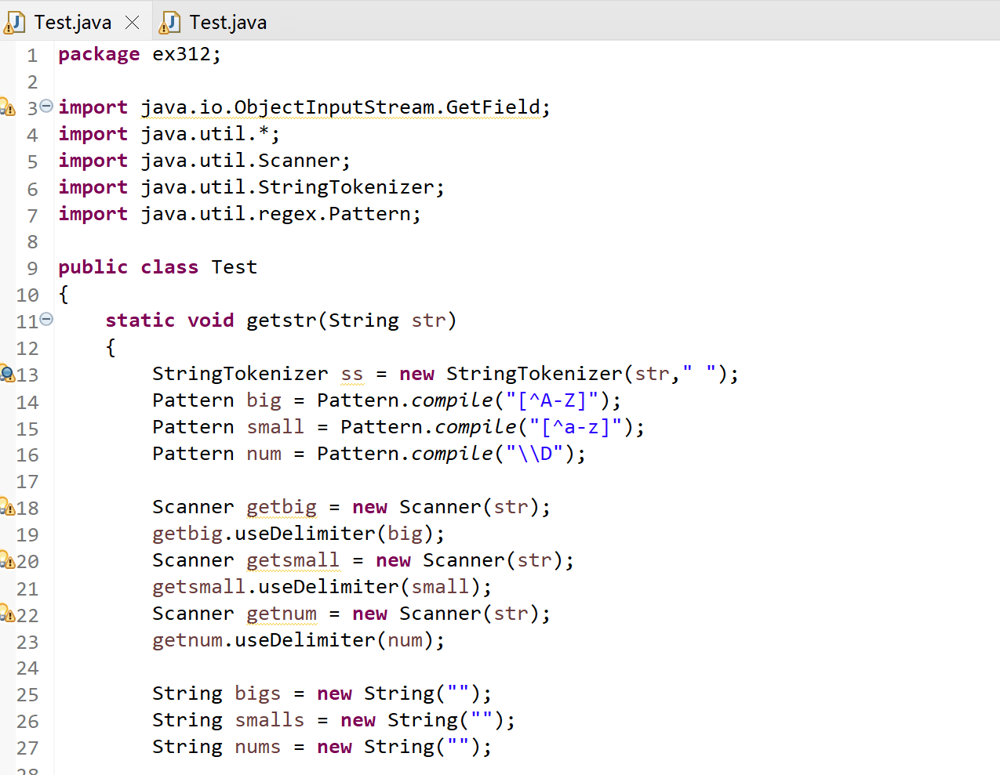 Test.java Test.java
1 package ex312;
2
3 import java.io.ObjectInputStream.GetField;
4 import java.util.*;
5 import java.util.Scanner;
6 import java.util.StringTokenizer;
7 import java.util.regex.Pattern;
8
9 public class Test
10 {
11     static void getstr(String str)
12     {
13         StringTokenizer ss = new StringTokenizer(str," ");
14         Pattern big = Pattern.compile("[^A-Z]");
15         Pattern small = Pattern.compile("[^a-z]");
16         Pattern num = Pattern.compile("\\D");
17
18         Scanner getbig = new Scanner(str);
19         getbig.useDelimiter(big);
20         Scanner getsmall = new Scanner(str);
21         getsmall.useDelimiter(small);
22         Scanner getnum = new Scanner(str);
23         getnum.useDelimiter(num);
24
25         String bigs = new String("");
26         String smalls = new String("");
27         String nums = new String("");
28